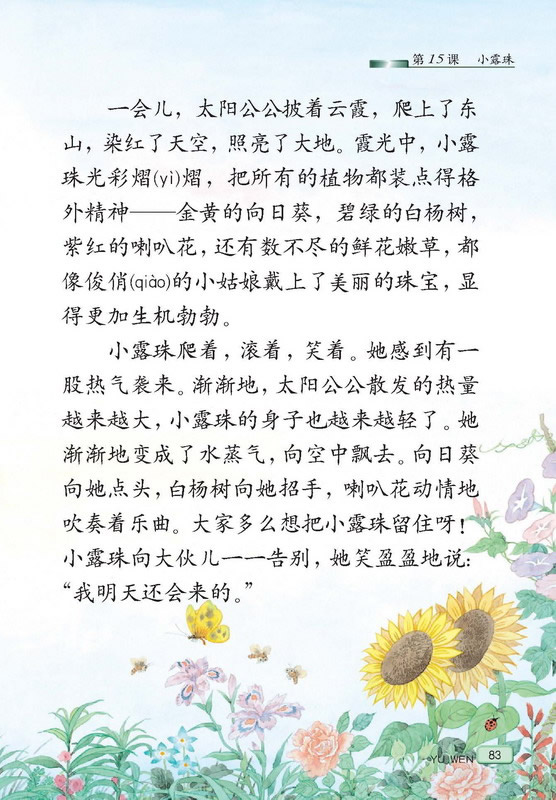 第15课 小露珠
一会儿，太阳公公披着云霞，爬上了东
山，染红了天空，照亮了大地。霞光中，小露
珠光彩熠(yì)熠，把所有的植物都装点得格
外精神——金黄的向日葵，碧绿的白杨树，
紫红的喇叭花，还有数不尽的鲜花嫩草，都
像俊俏(qiào)的小姑娘戴上了美丽的珠宝，显
得更加生机勃勃。
小露珠爬着，滚着，笑着。她感到有一
股热气袭来。渐渐地，太阳公公散发的热量
越来越大，小露珠的身子也越来越轻了。她
渐渐地变成了水蒸气，向空中飘去。向日葵
向她点头，白杨树向她招手，喇叭花动情地
吹奏着乐曲。大家多么想把小露珠留住呀！
小露珠向大伙儿一一告别，她笑盈盈地说：
“我明天还会来的。”
YU WEN 83